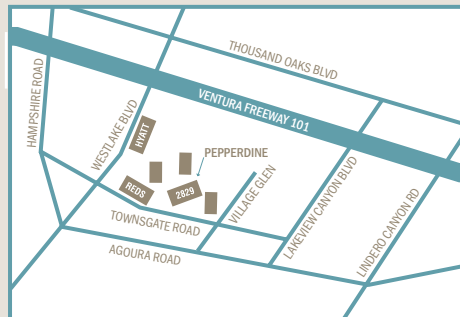 THOUSAND OAKS BLVD
HAMPSHIRE ROAD
VENTURA FREEWAY 101
WESTLAKE BLVD
HYATT
PEPPERDINE
REDS
2829
VILLAGE GLEN
LAKEVIEW CANYON BLVD
LINDERO CANYON RD
TOWNSGATE ROAD
AGOURA ROAD